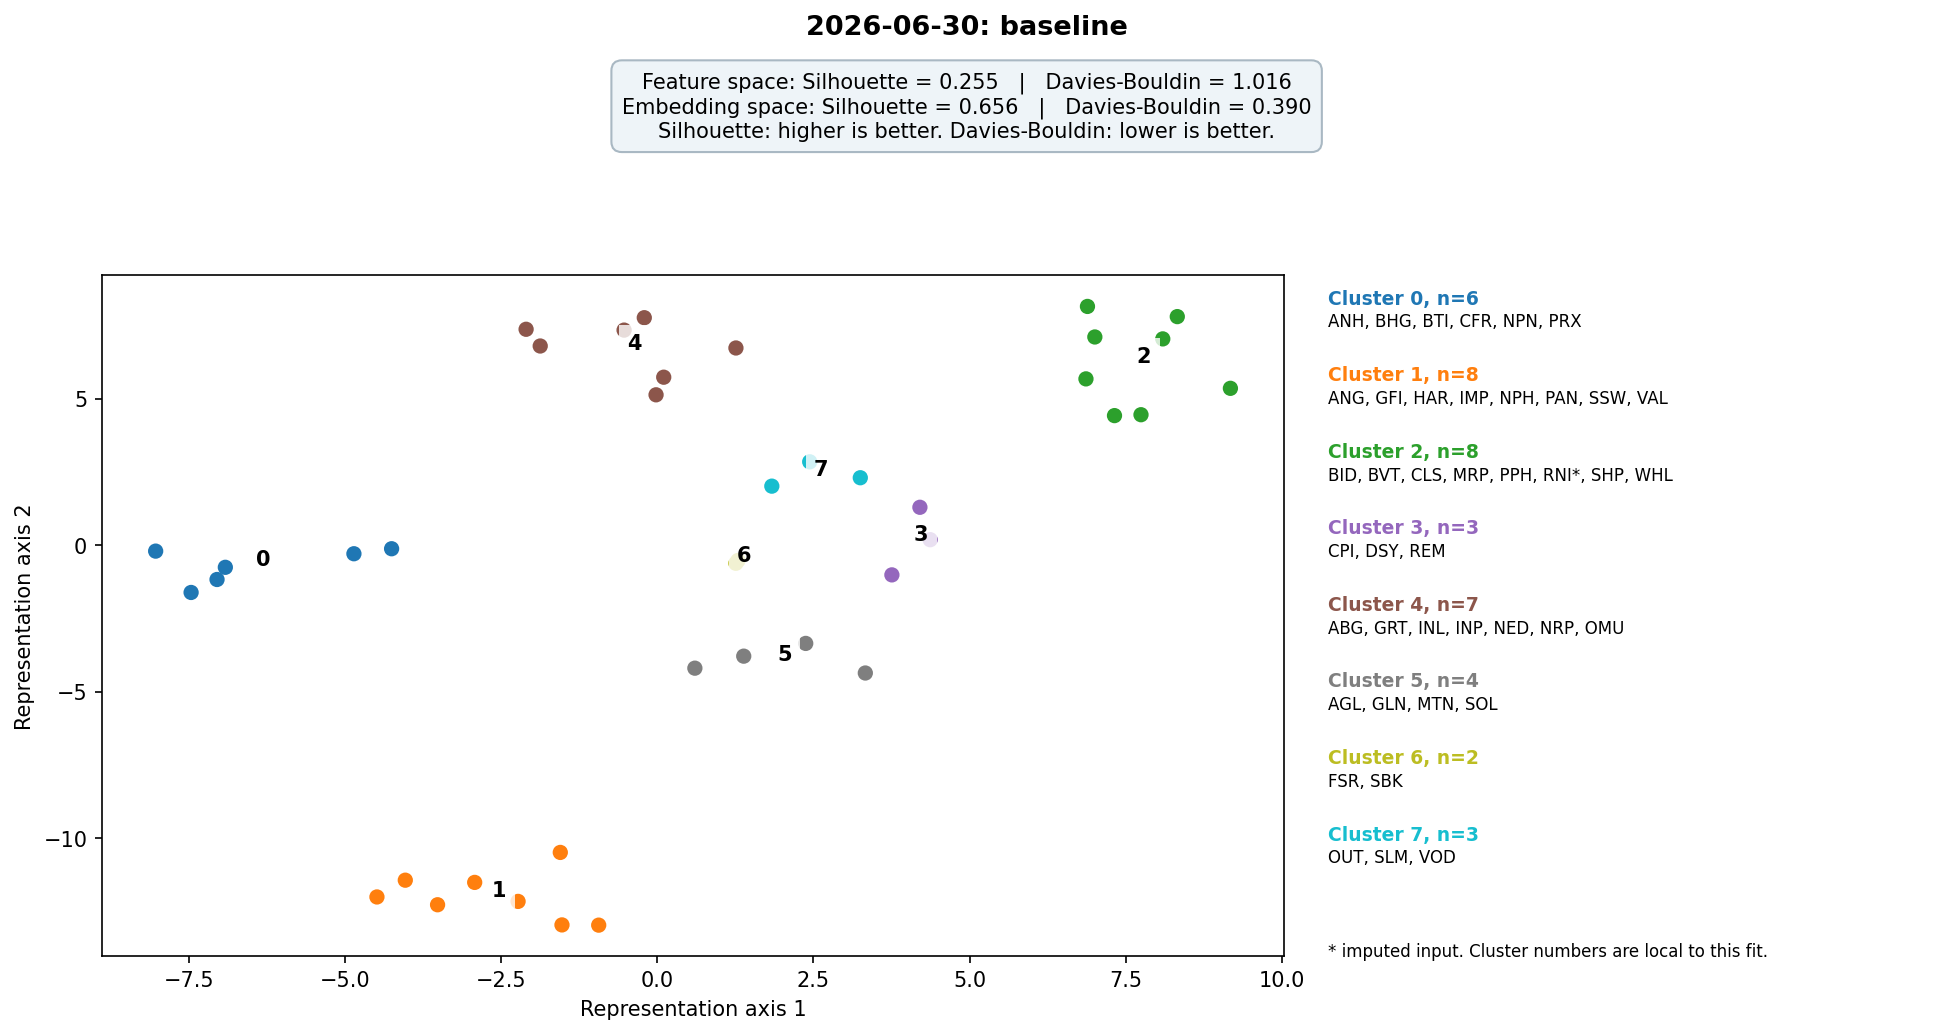 2026-06-30: baseline
Feature space: Silhouette = 0.255 | Davies-Bouldin = 1.016
Embedding space: Silhouette = 0.656 | Davies-Bouldin = 0.390
Silhouette: higher is better. Davies-Bouldin: lower is better.
Representation axis 2
5
0
−5
−10
4
2
7
3
0
6
5
1
−7.5 −5.0 −2.5 0.0 2.5 5.0 7.5 10.0
Representation axis 1
Cluster 0, n=6
ANH, BHG, BTI, CFR, NPN, PRX
Cluster 1, n=8
ANG, GFI, HAR, IMP, NPH, PAN, SSW, VAL
Cluster 2, n=8
BID, BVT, CLS, MRP, PPH, RNI*, SHP, WHL
Cluster 3, n=3
CPI, DSY, REM
Cluster 4, n=7
ABG, GRT, INL, INP, NED, NRP, OMU
Cluster 5, n=4
AGL, GLN, MTN, SOL
Cluster 6, n=2
FSR, SBK
Cluster 7, n=3
OUT, SLM, VOD
* imputed input. Cluster numbers are local to this fit.